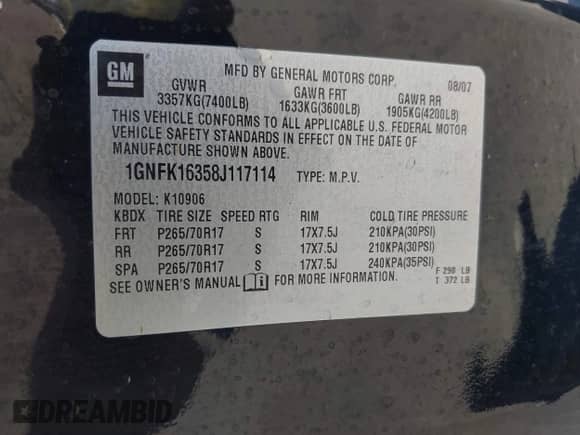 GM
MFD BY GENERAL MOTORS CORP. 08/07
GVWR GAWR FRT GAWR RR
3357KG(7400LB) 1633KG(3600LB) 1905KG(4200LB)
THIS VEHICLE CONFORMS TO ALL APPLICABLE U.S. FEDERAL MOTOR
VEHICLE SAFETY STANDARDS IN EFFECT ON THE DATE OF
MANUFACTURE SHOWN ABOVE.
1GNFK16358J117114 TYPE: M.P.V.
MODEL: K10906
KBDX TIRE SIZE SPEED RTG RIM COLD TIRE PRESSURE
FRT P265/70R17 S 17X7.5J 210KPA(30PSI)
RR P265/70R17 S 17X7.5J 210KPA(30PSI)
SPA P265/70R17 S 17X7.5J 240KPA(35PSI)
SEE OWNER'S MANUAL FOR MORE INFORMATION. F 290 LB
I 372 LB
DREAMBID